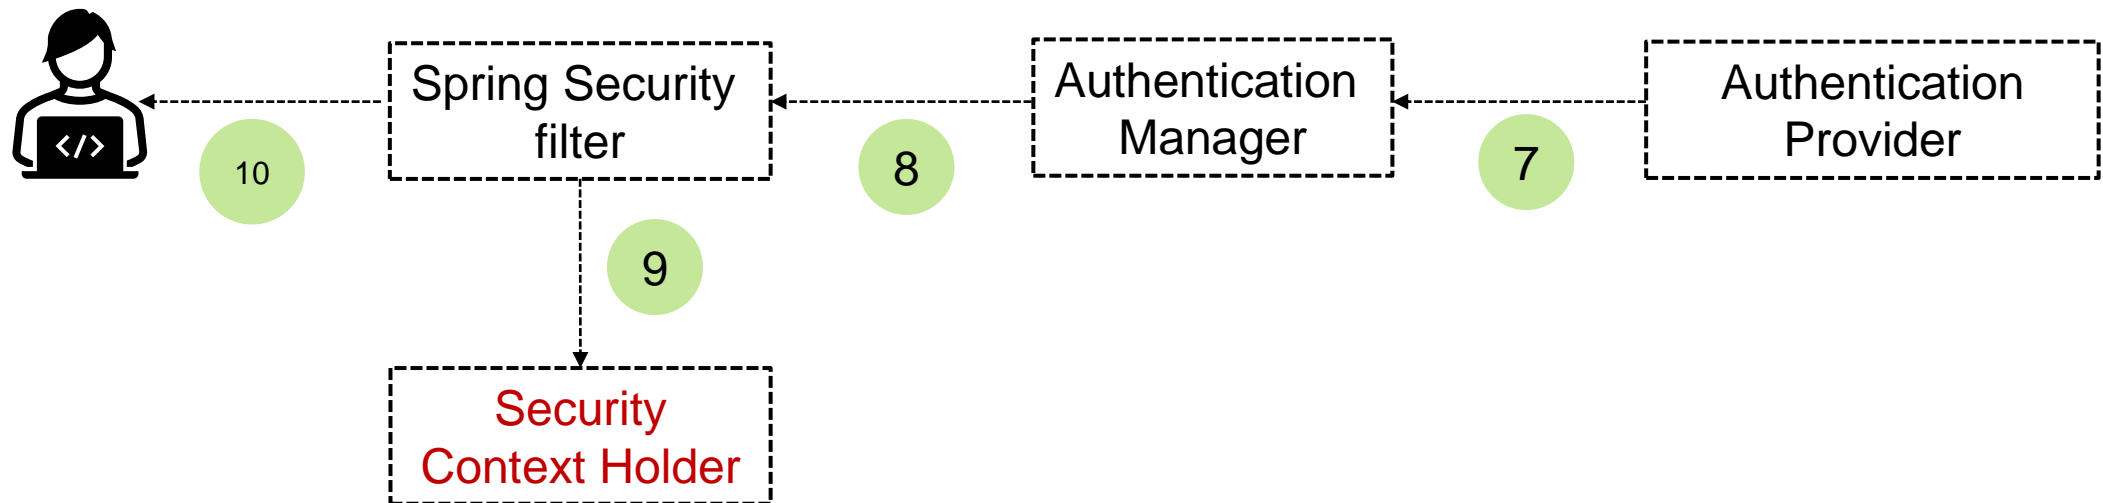 Spring Security
filter
Authentication
Manager
Authentication
Provider
</>
10
8
7
9
Security
Context Holder